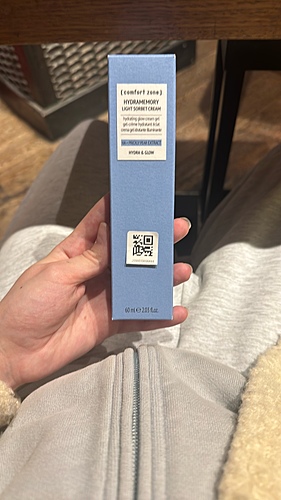 [ comfort zone ]
HYDRAMEMORY
LIGHT SORBET CREAM
hydrating glow cream gel
gel crème hydratant éclat
crema gel idratante illuminante
PRICKLY PEAR EXTRACT
HYDRA & GLOW
60 ml e 2.03 fl.oz.